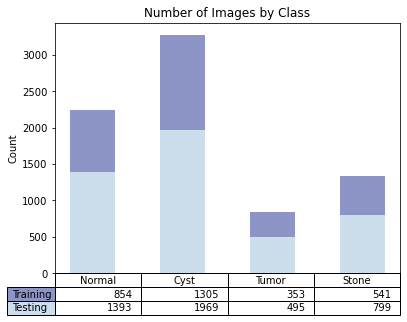 Number of Images by Class
3000
2500
2000
1500
1000
500
0
Count
Normal Cyst Tumor Stone
Training 854 1305 353 541
Testing 1393 1969 495 799